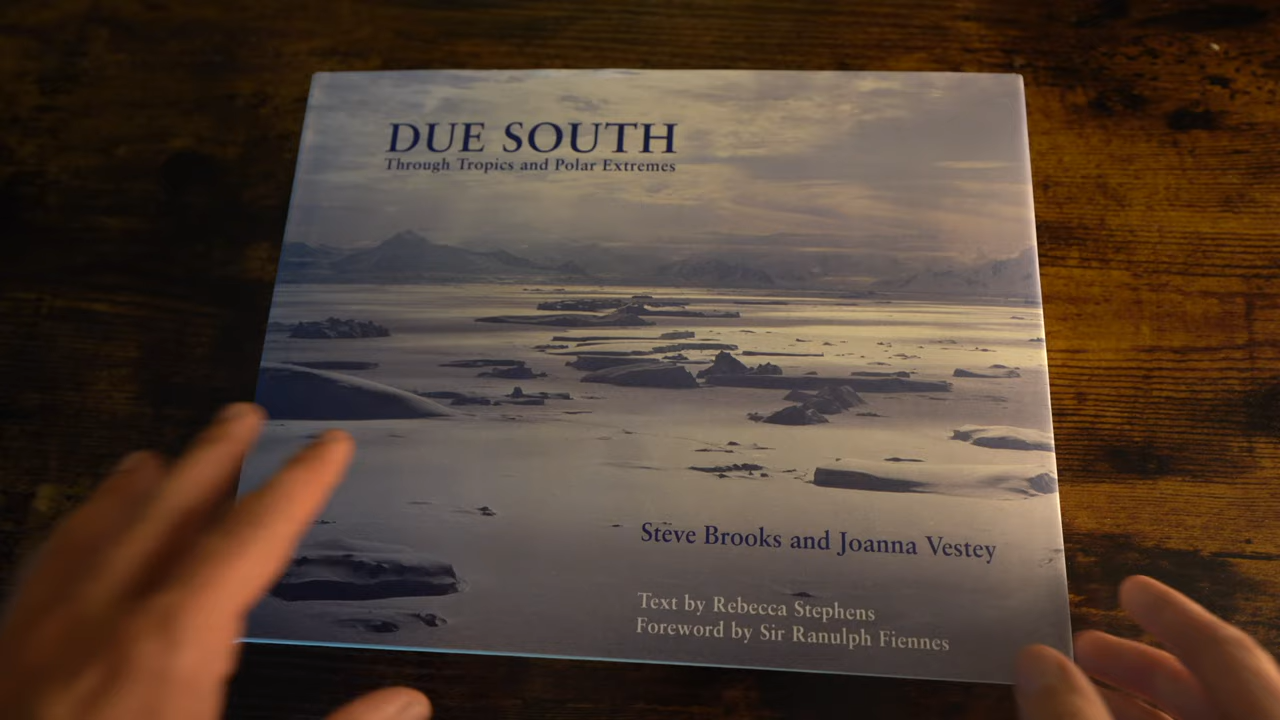 DUE SOUTH
Through Tropics and Polar Extremes
Steve Brooks and Joanna Vestey
Text by Rebecca Stephens
Foreword by Sir Ranulph Fiennes